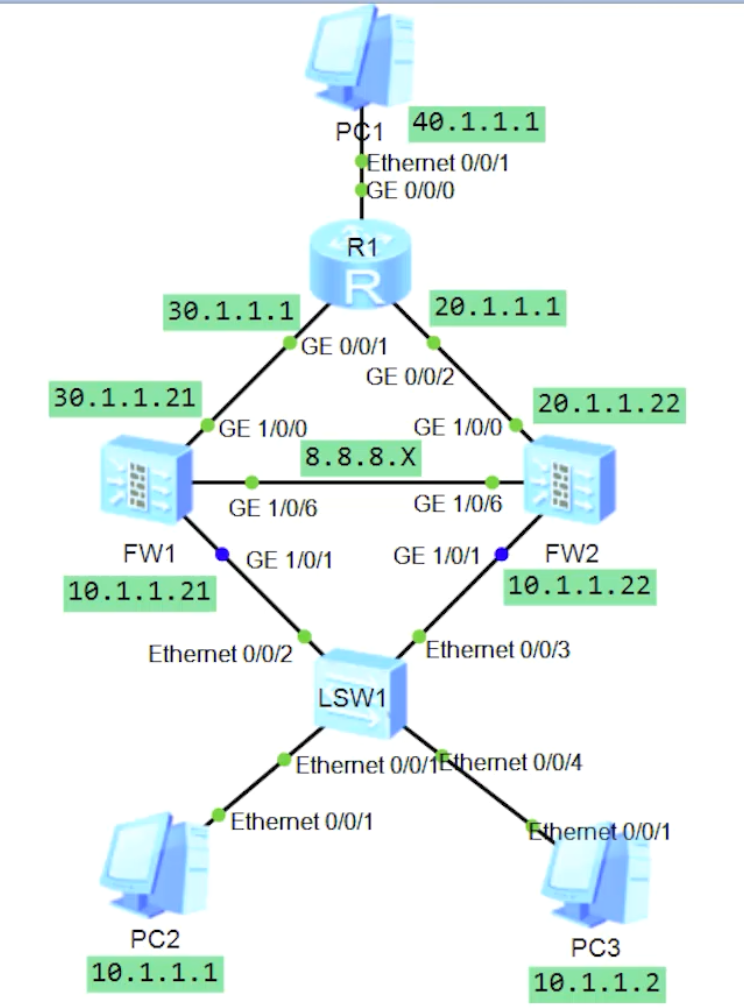 PC1
40.1.1.1
Ethernet 0/0/1
GE 0/0/0
R1
R
30.1.1.1
20.1.1.1
GE 0/0/1
GE 0/0/2
30.1.1.21
20.1.1.22
GE 1/0/0
GE 1/0/0
8.8.8.X
GE 1/0/6
GE 1/0/6
FW1
GE 1/0/1
GE 1/0/1
FW2
10.1.1.21
10.1.1.22
Ethernet 0/0/2
Ethernet 0/0/3
LSW1
Ethernet 0/0/1
Ethernet 0/0/4
Ethernet 0/0/1
Ethernet 0/0/1
PC2
PC3
10.1.1.1
10.1.1.2